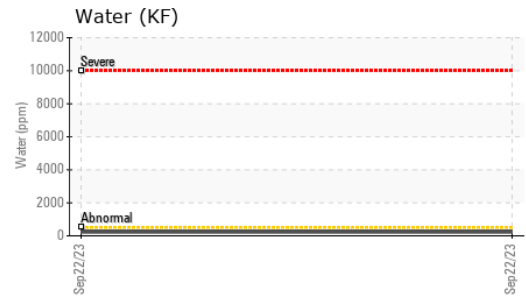 Water (KF)
Water (ppm)
12000
10000
8000
6000
4000
2000
0
Severe
Abnormal
Sep22/23
Sep22/23